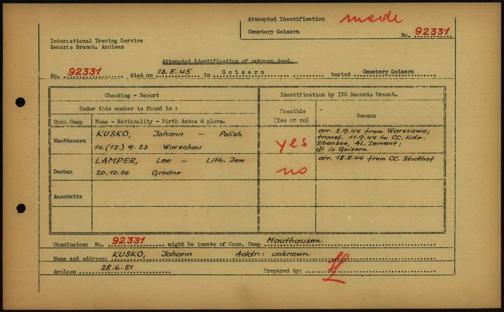 Attempted Identification made
Cemetery Goisern
No. 92331
International Tracing Service
Records Branch, Arolsen
Attempted identification of unknown dead.
No. 92331 died on 18.5.45 in Goisern buried Cemetery Goisern
Checking - Report
Identification by ITS Records Branch.
Under this number is found in :
Possible
(Yes or no)
Reason
Conc.Camp Name - Nationality - Birth dates & place.
Mauthausen KUSKO, Johann - Polish
14.(12.) 9.23 Warschau
yes
arr. 2.9.44 from Warszawa;
transf. 11.9.44 to CC. Kdo.
Ebensee, AL. Zement;
in Goisern
Dachau LAMPER, Leo - Lith. Jew
20.10.00 Grodno
no
arr. 15.8.44 from CC. Stutthof
Auschwitz
Conclusions No. 92331 might be inmate of Conc. Camp Mauthausen
Name and address: KUSKO, Johann Addr: unknown
Arolsen 28.6.51 Prepared by: